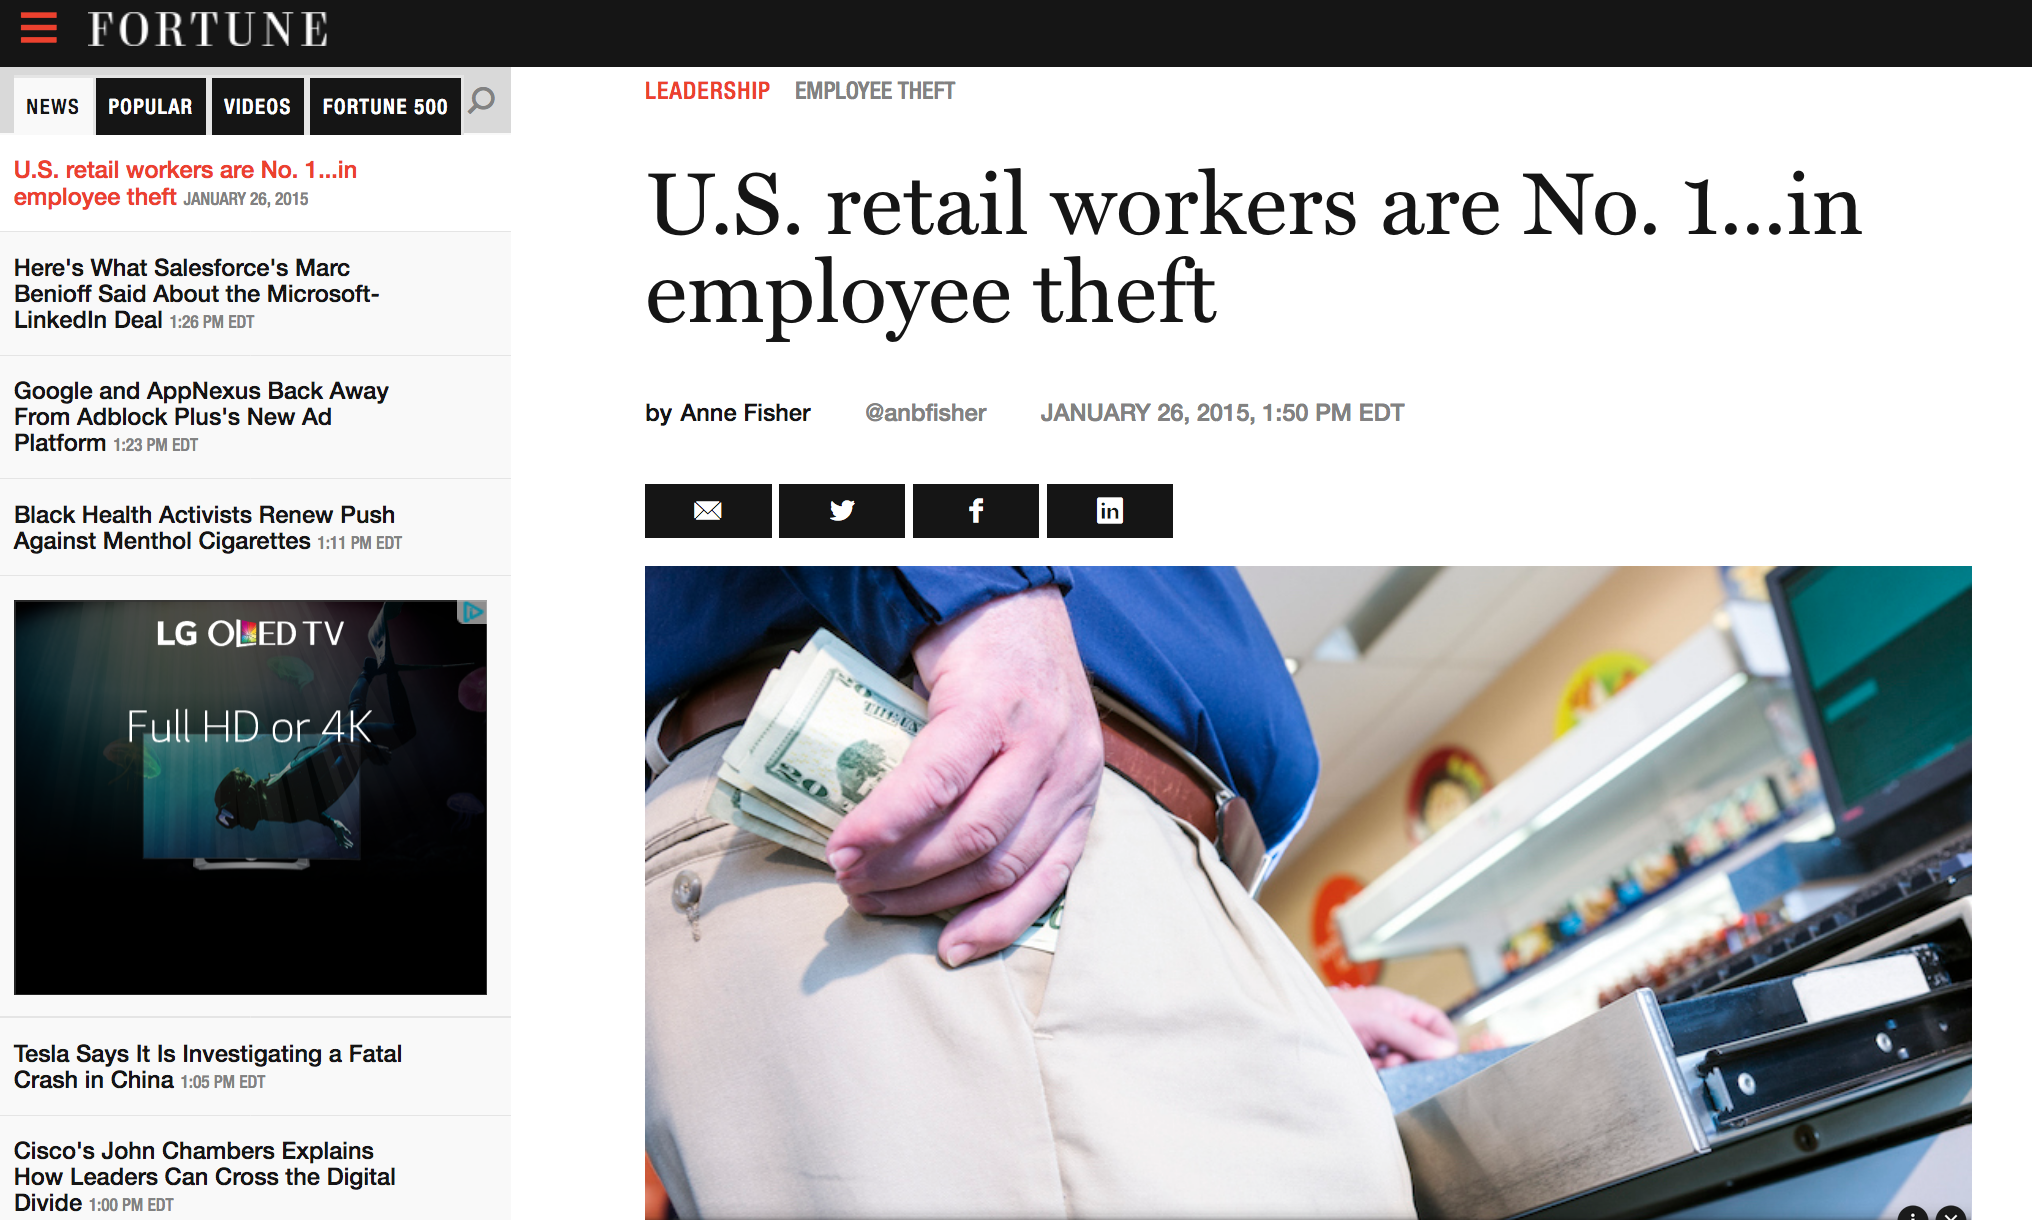 FORTUNE
NEWS
POPULAR
VIDEOS
FORTUNE 500
U.S. retail workers are No. 1...in
employee theft JANUARY 26, 2015
Here's What Salesforce's Marc
Benioff Said About the Microsoft-
LinkedIn Deal 1:26 PM EDT
Google and AppNexus Back Away
From Adblock Plus's New Ad
Platform 1:23 PM EDT
Black Health Activists Renew Push
Against Menthol Cigarettes 1:11 PM EDT
LG OLED TV
Full HD or 4K
Tesla Says It Is Investigating a Fatal
Crash in China 1:05 PM EDT
Cisco's John Chambers Explains
How Leaders Can Cross the Digital
Divide 1:00 PM EDT
LEADERSHIP EMPLOYEE THEFT
U.S. retail workers are No. 1...in
employee theft
by Anne Fisher @anbfisher JANUARY 26, 2015, 1:50 PM EDT
f
in
20
20